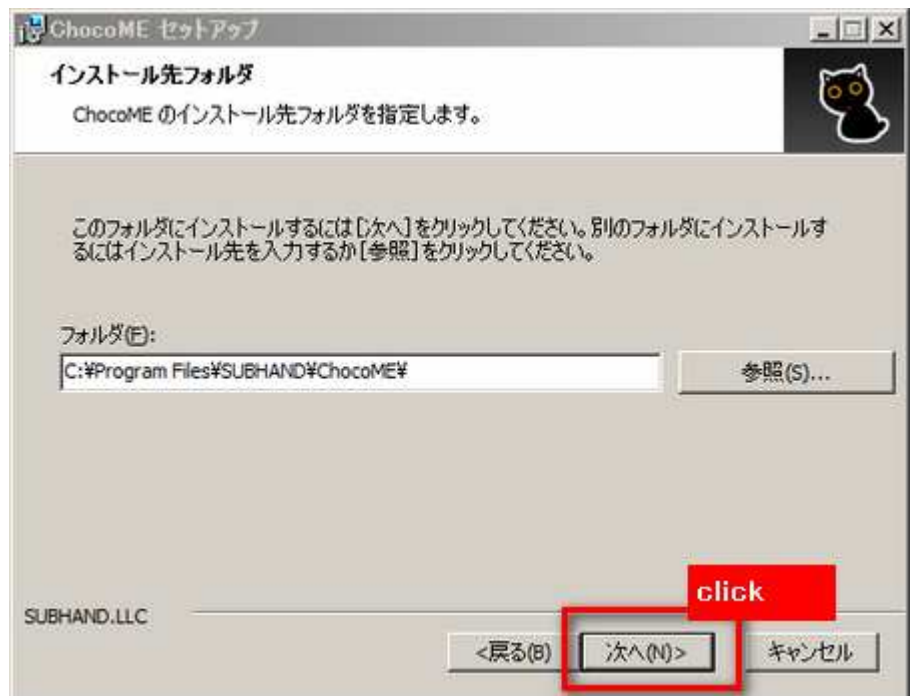 ChocoME セットアップ
インストール先フォルダ
ChocoME のインストール先フォルダを指定します。
このフォルダにインストールするには[次へ]をクリックしてください。別のフォルダにインストールす
るにはインストール先を入力するか[参照]をクリックしてください。
フォルダ(F):
C:¥Program Files¥SUBHAND¥ChocoME¥
参照(S)...
click
SUBHAND.LLC
<戻る(B)
次へ(N)>
キャンセル